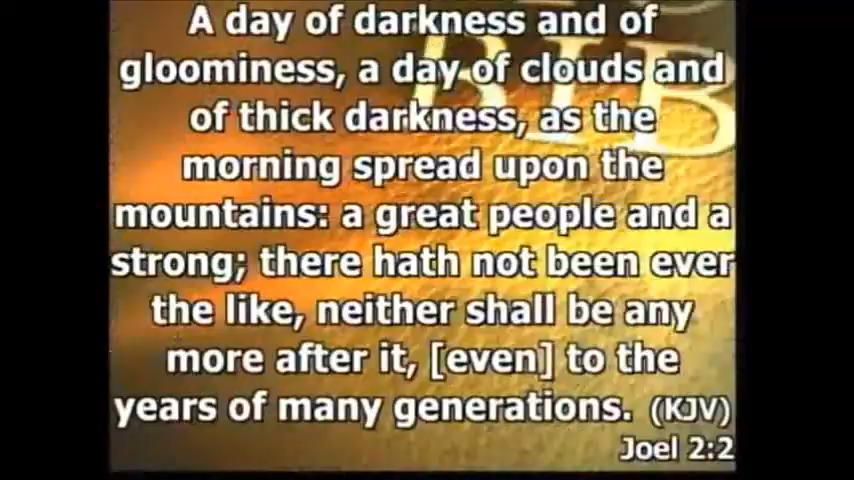 A day of darkness and of
gloominess, a day of clouds and
of thick darkness, as the
morning spread upon the
mountains: a great people and a
strong; there hath not been ever
the like, neither shall be any
more after it, [even] to the
years of many generations. (KJV)
Joel 2:2
BIB